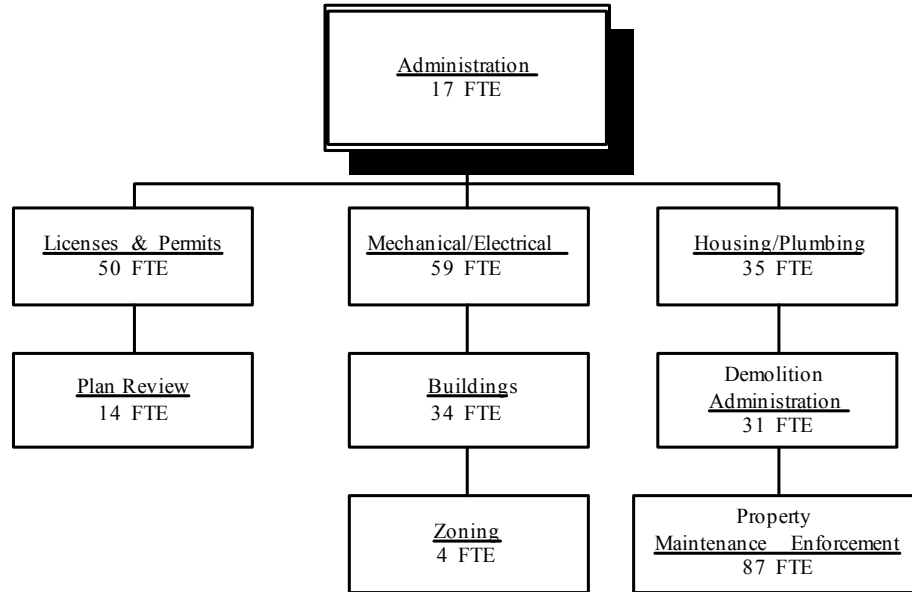 Administration
17 FTE
Licenses & Permits
50 FTE
Mechanical/Electrical
59 FTE
Housing/Plumbing
35 FTE
Plan Review
14 FTE
Buildings
34 FTE
Demolition
Administration
31 FTE
Zoning
4 FTE
Property
Maintenance Enforcement
87 FTE